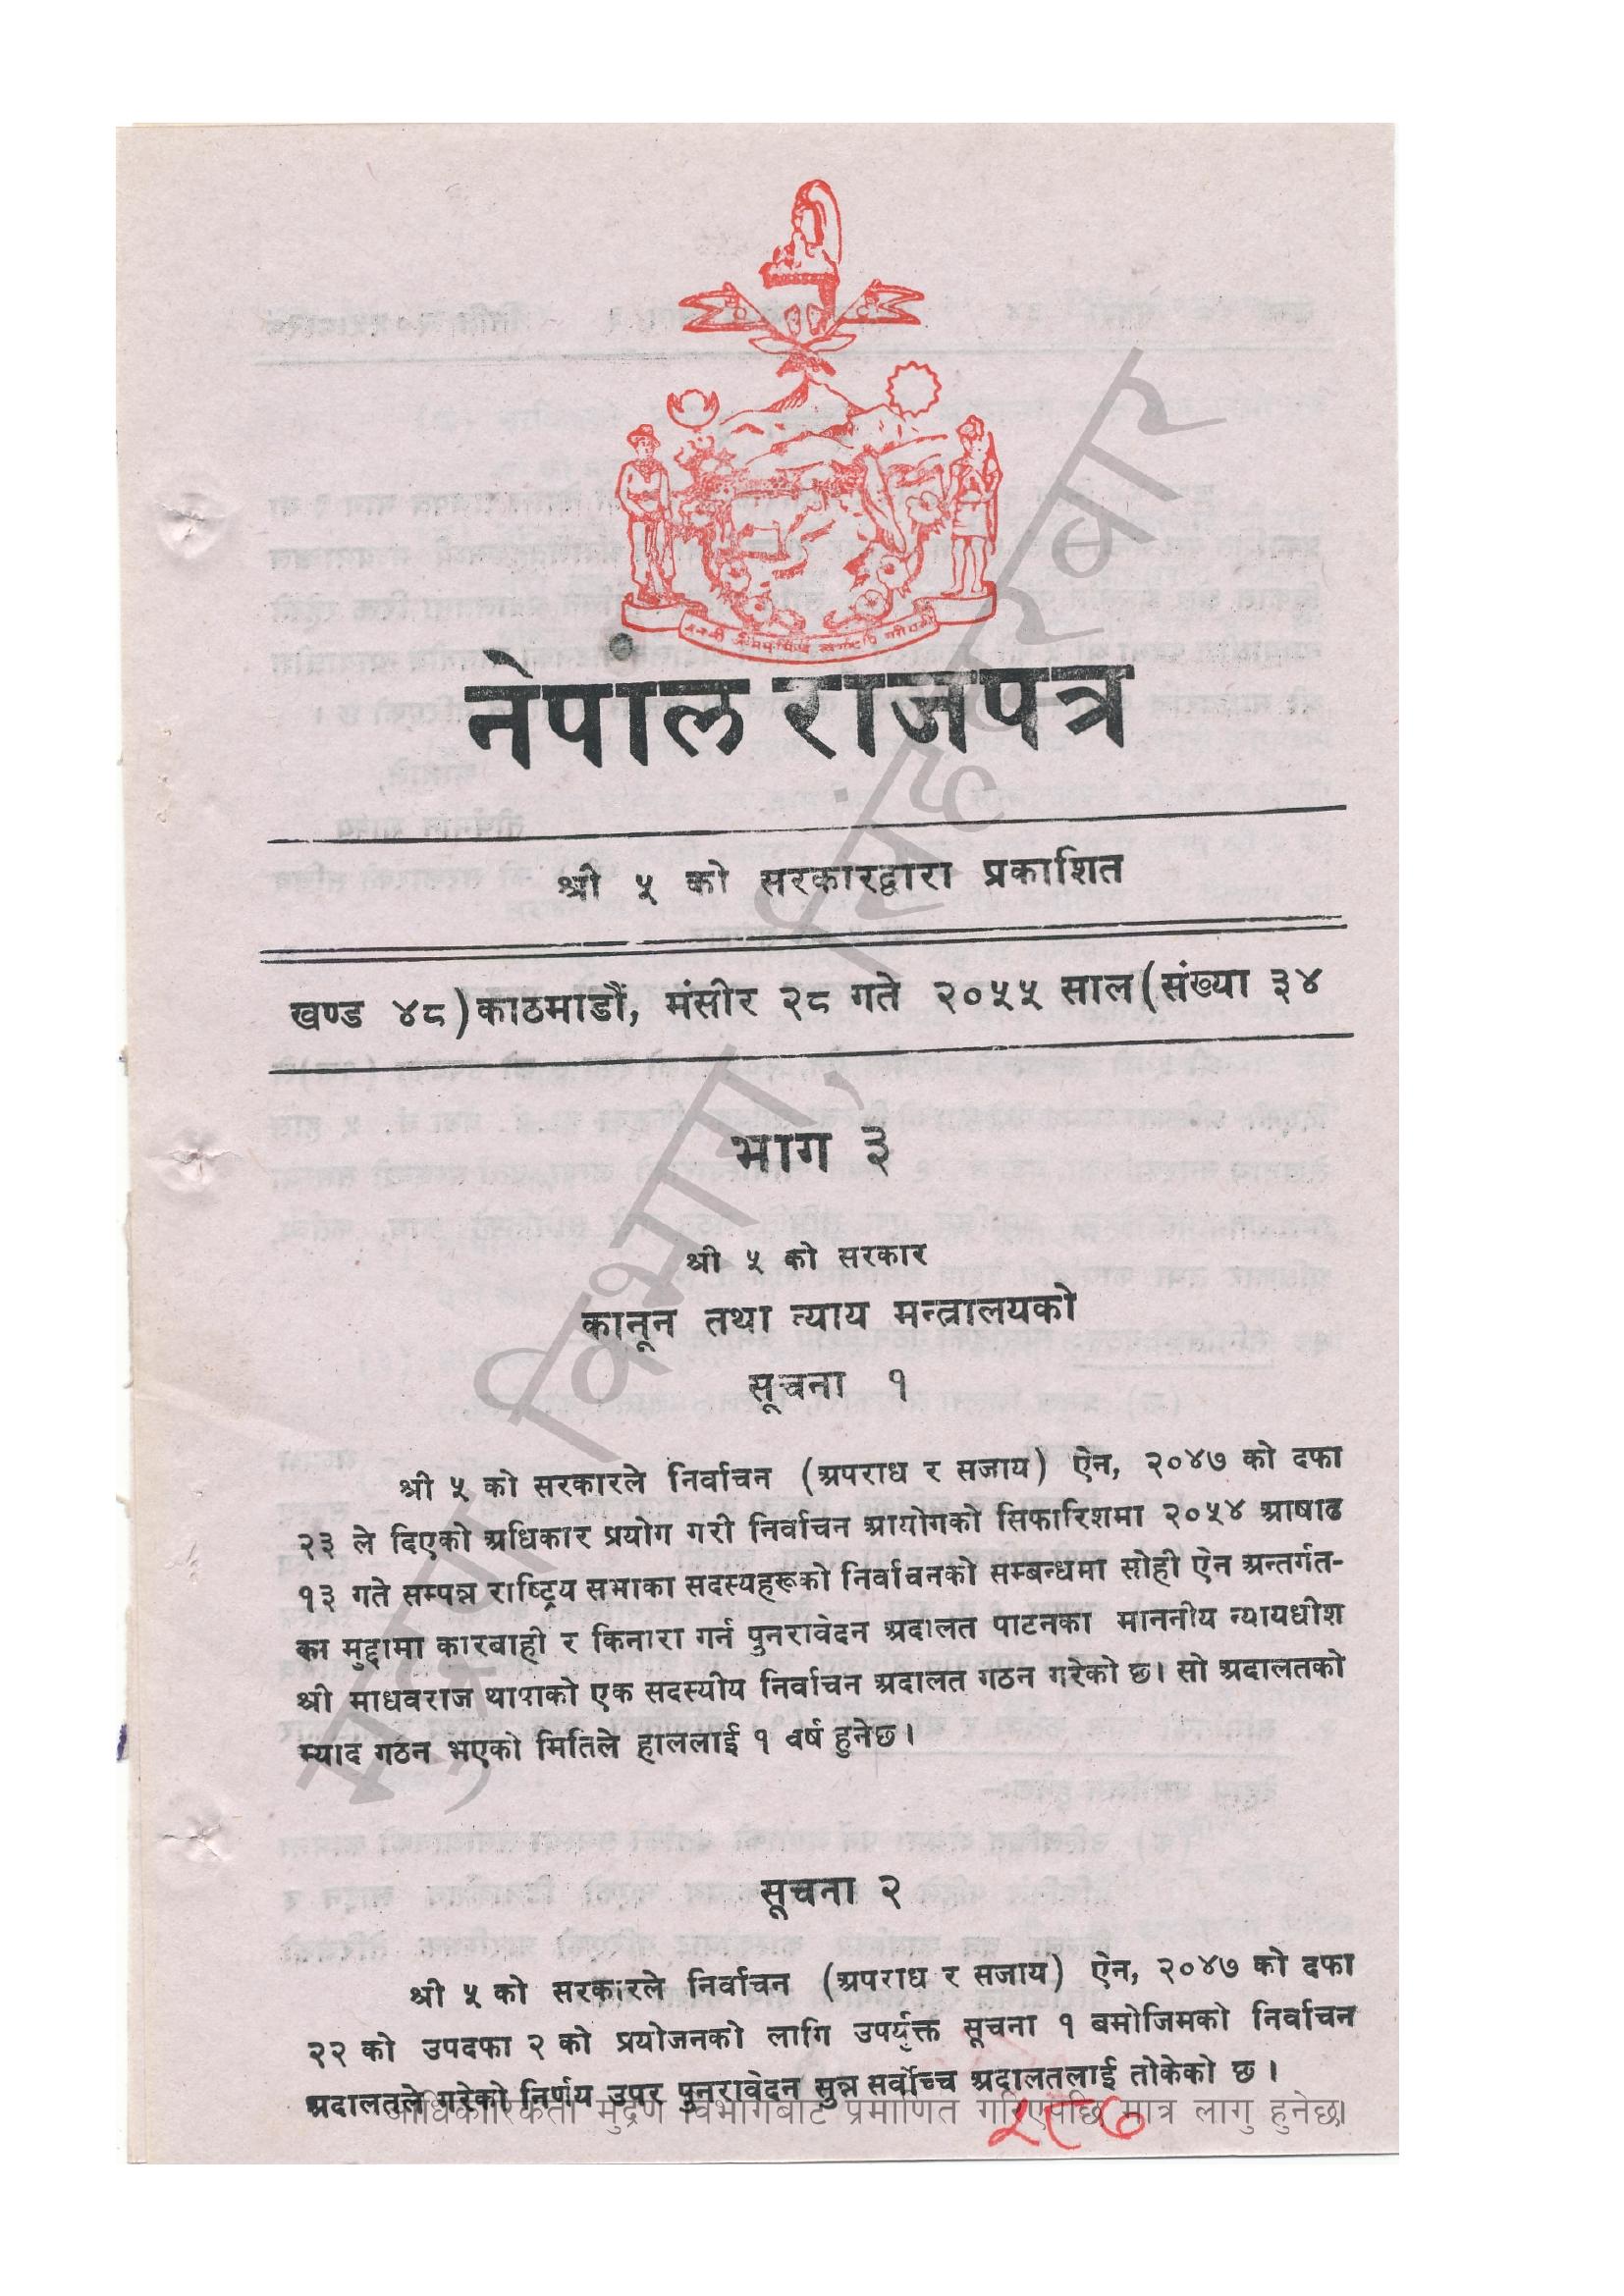 नेपाल राजपत्र
श्री ५ को सरकारद्वारा प्रकाशित
खण्ड ४८) काठमाडौं, मंसीर २८ गते २०५५ साल (संख्या ३४
भाग ३
श्री ५ को सरकार
कानून तथा न्याय मन्त्रालयको
सूचना १
श्री ५ को सरकारले निर्वाचन (अपराध र सजाय) ऐन, २०४७ को दफा
२३ ले दिएको अधिकार प्रयोग गरी निर्वाचन आयोगको सिफारिशमा २०५४ आषाढ
१३ गते सम्पन्न राष्ट्रिय सभाका सदस्यहरूको निर्वाचनको सम्बन्धमा सोही ऐन अन्तर्गत-
का मुद्दामा कारबाही र किनारा गर्न पुनरावेदन अदालत पाटनका माननीय न्यायधीश
श्री माधवराज थापाको एक सदस्यीय निर्वाचन अदालत गठन गरेको छ। सो अदालतको
म्याद गठन भएको मितिले हाललाई १ वर्ष हुनेछ।
सूचना २
श्री ५ को सरकारले निर्वाचन (अपराध र सजाय) ऐन, २०४७ को दफा
२२ को उपदफा २ को प्रयोजनको लागि उपर्युक्त सूचना १ बमोजिमको निर्वाचन
अदालतले गरेको निर्णय उपर पुनरावेदन सुन्न सर्वोच्च अदालतलाई तोकेको छ।
आधिकारिकता मुद्रण विभागबाट प्रमाणित गरिएपछि मात्र लागु हुनेछ।
मुद्रण विभाग, सिंहदरबार